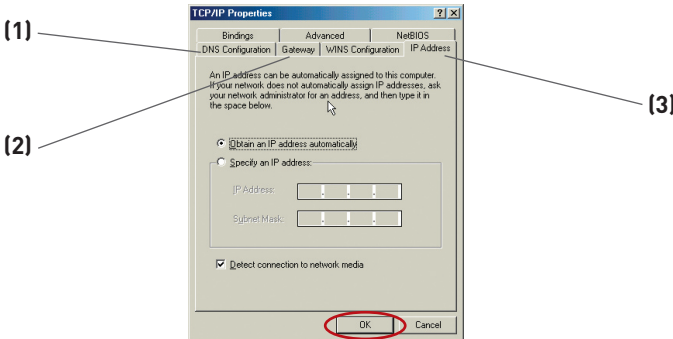 TCP/IP Properties
? ×
(1)
Bindings Advanced NetBIOS
DNS Configuration Gateway WINS Configuration IP Address
An IP address can be automatically assigned to this computer.
If your network does not automatically assign IP addresses, ask
your network administrator for an address, and then type it in
the space below.
(3)
(2)
Obtain an IP address automatically
Specify an IP address:
IP Address:
Subnet Mask:
Detect connection to network media
OK Cancel